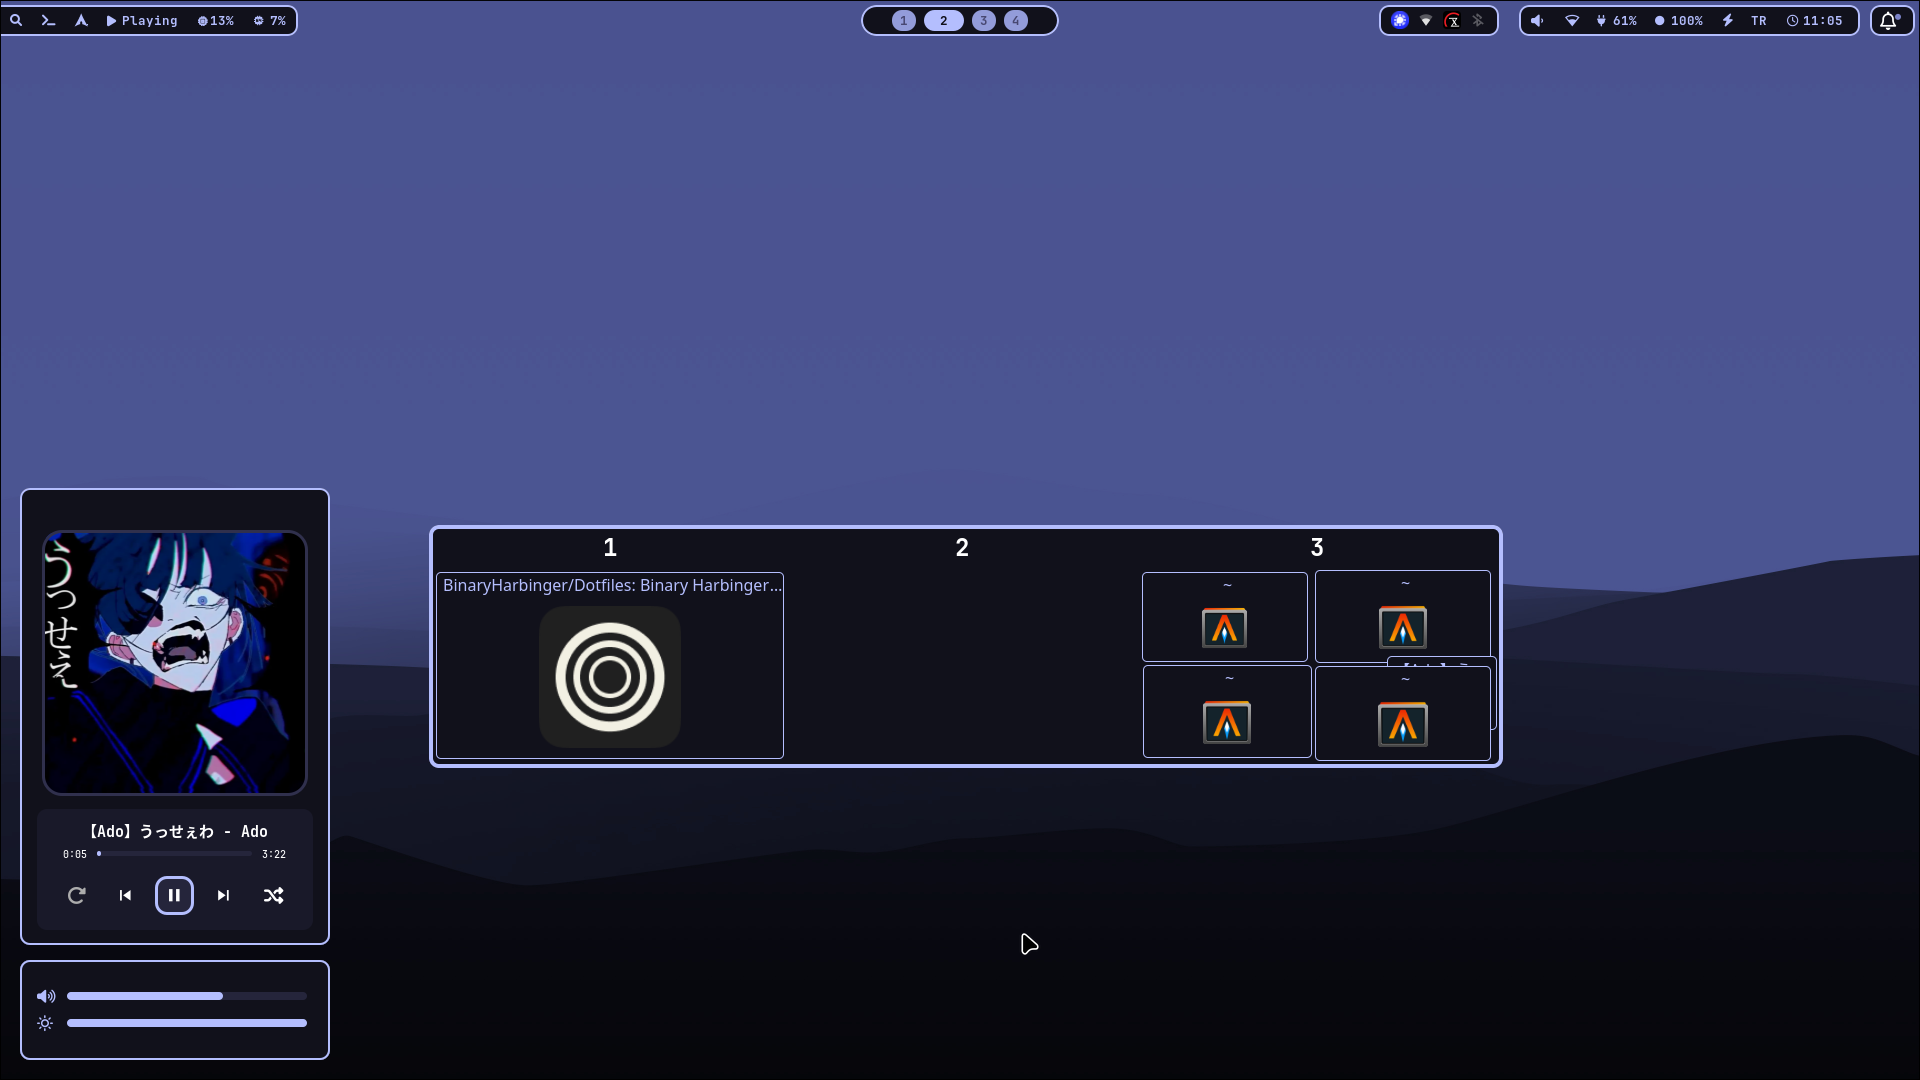 Playing 13% 7%
1 2 3 4
61% 100% TR 11:05
1 2 3
BinaryHarbinger/Dotfiles: Binary Harbinger...
~ ~
~ ~
うっせぇわ
【Ado】うっせぇわ - Ado
0:05 3:22